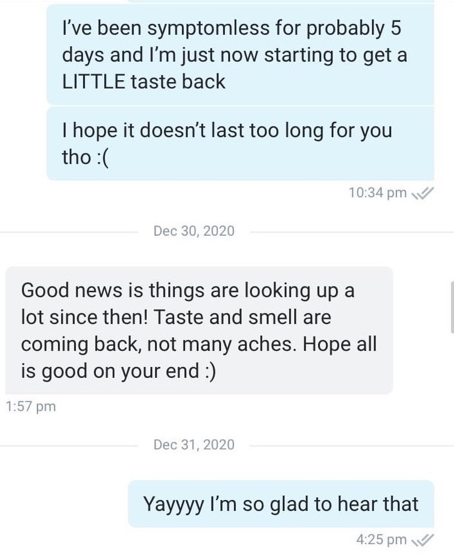 I've been symptomless for probably 5
days and I'm just now starting to get a
LITTLE taste back
I hope it doesn't last too long for you
tho :(
10:34 pm
Dec 30, 2020
Good news is things are looking up a
lot since then! Taste and smell are
coming back, not many aches. Hope all
is good on your end :)
1:57 pm
Dec 31, 2020
Yayyyy I'm so glad to hear that
4:25 pm